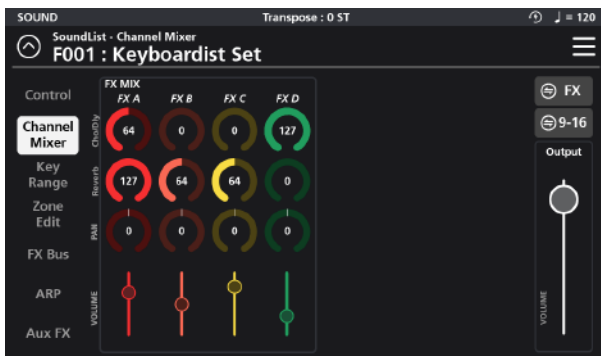 SOUND
Transpose : 0 ST
♩ = 120
SoundList - Channel Mixer
F001 : Keyboardist Set
Control
Channel
Mixer
Key
Range
Zone
Edit
FX Bus
ARP
Aux FX
FX MIX
FX A FX B FX C FX D
Cho/Dly
64 0 0 127
Reverb
127 64 64 0
PAN
0 0 0 0
VOLUME
FX
9-16
Output
VOLUME